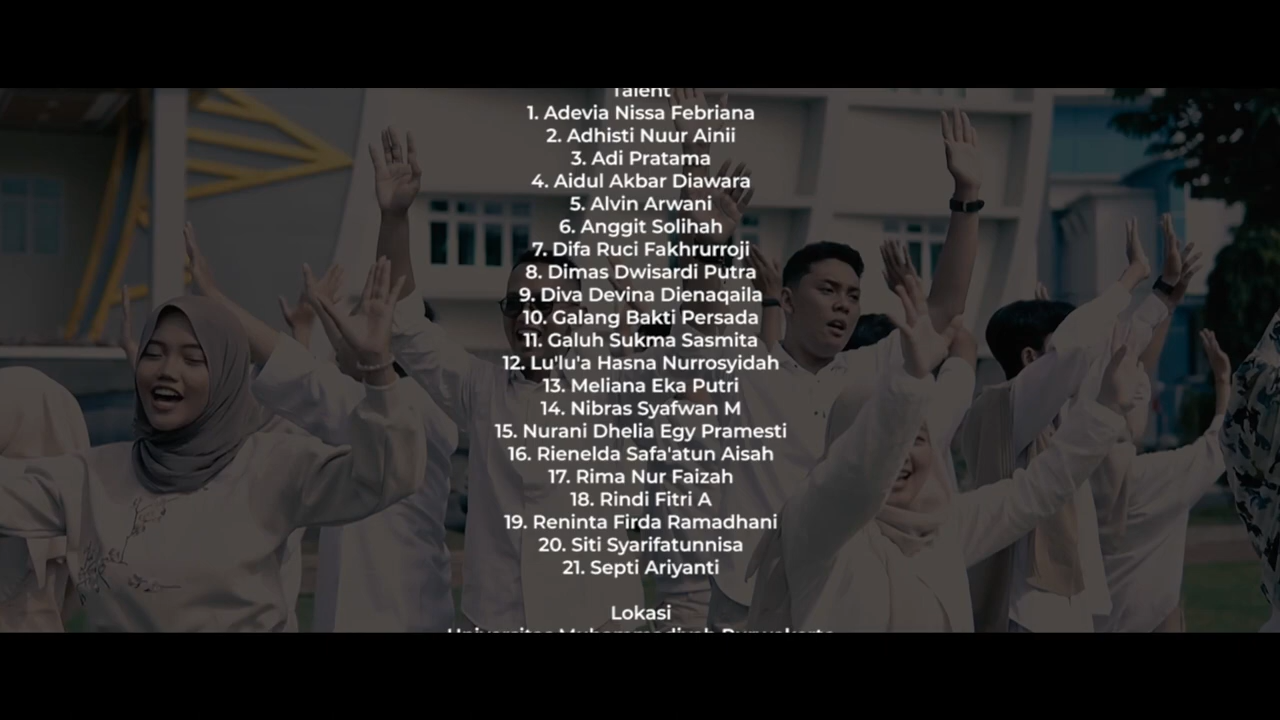 Talent
1. Adevia Nissa Febriana
2. Adhisti Nuur Ainii
3. Adi Pratama
4. Aidul Akbar Diawara
5. Alvin Arwani
6. Anggit Solihah
7. Difa Ruci Fakhrurroji
8. Dimas Dwisardi Putra
9. Diva Devina Dienaqaila
10. Galang Bakti Persada
11. Galuh Sukma Sasmita
12. Lu'lu'a Hasna Nurrosyidah
13. Meliana Eka Putri
14. Nibras Syafwan M
15. Nurani Dhelia Egy Pramesti
16. Rienelda Safa'atun Aisah
17. Rima Nur Faizah
18. Rindi Fitri A
19. Reninta Firda Ramadhani
20. Siti Syarifatunnisa
21. Septi Ariyanti
Lokasi
Universitas Muhammadiyah Purwokerto